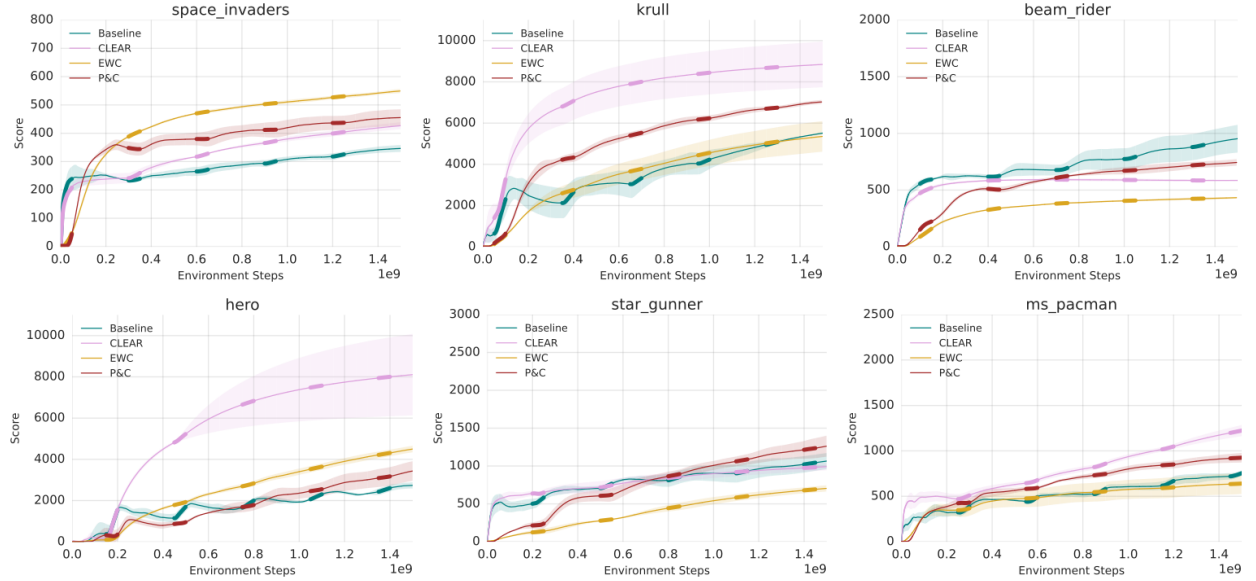 space_invaders
800
700
600
500
400
300
200
100
0
Score
Baseline
CLEAR
EWC
P&C
0.0 0.2 0.4 0.6 0.8 1.0 1.2 1.4
Environment Steps
1e9
krull
10000
8000
6000
4000
2000
0
Score
Baseline
CLEAR
EWC
P&C
0.0 0.2 0.4 0.6 0.8 1.0 1.2 1.4
Environment Steps
1e9
beam_rider
2000
1500
1000
500
0
Score
Baseline
CLEAR
EWC
P&C
0.0 0.2 0.4 0.6 0.8 1.0 1.2 1.4
Environment Steps
1e9
hero
10000
8000
6000
4000
2000
0
Score
Baseline
CLEAR
EWC
P&C
0.0 0.2 0.4 0.6 0.8 1.0 1.2 1.4
Environment Steps
1e9
star_gunner
3000
2500
2000
1500
1000
500
0
Score
Baseline
CLEAR
EWC
P&C
0.0 0.2 0.4 0.6 0.8 1.0 1.2 1.4
Environment Steps
1e9
ms_pacman
2500
2000
1500
1000
500
0
Score
Baseline
CLEAR
EWC
P&C
0.0 0.2 0.4 0.6 0.8 1.0 1.2 1.4
Environment Steps
1e9